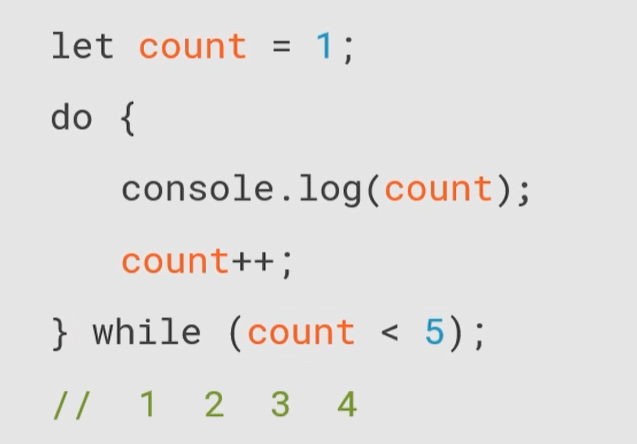 let count = 1;
do {
    console.log(count);
    count++;
} while (count < 5);
//  1  2  3  4